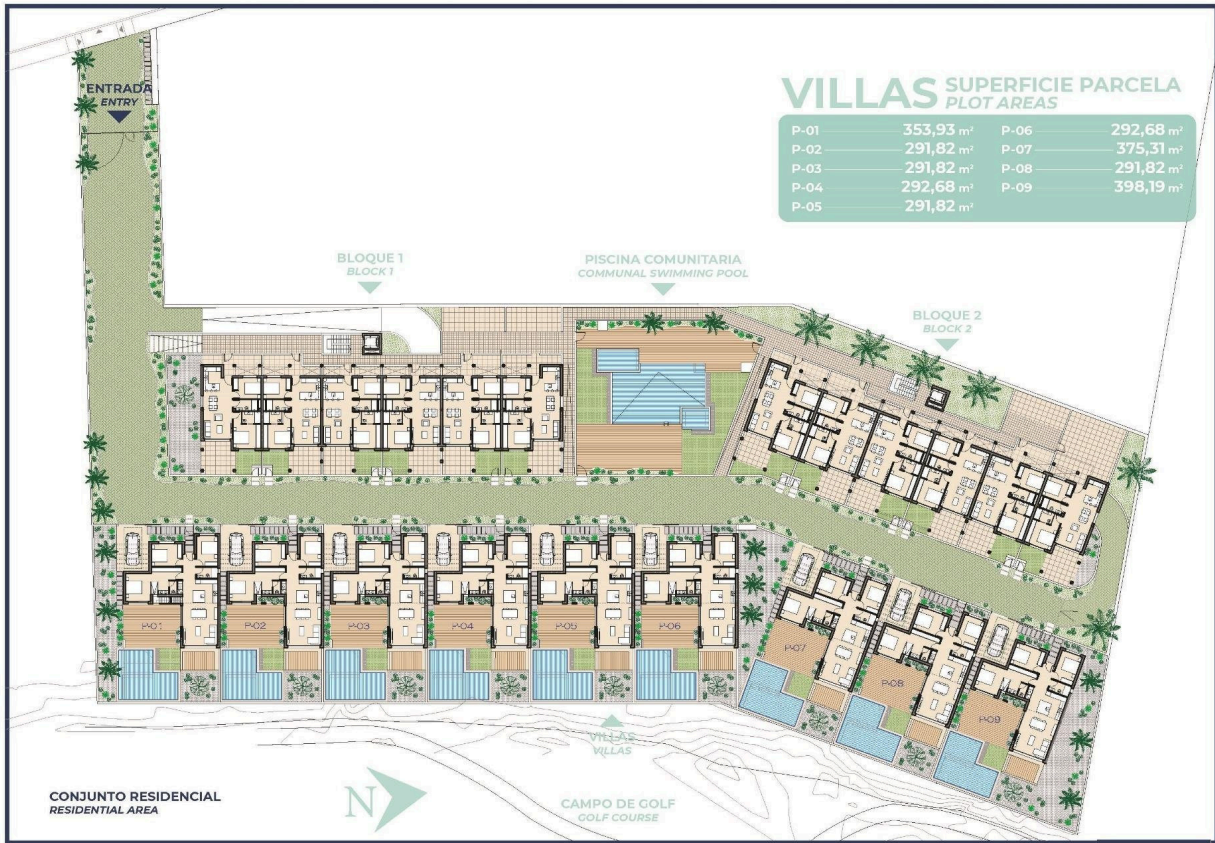 ENTRADA
ENTRY
VILLAS SUPERFICIE PARCELA
PLOT AREAS
P-01 353,93 m² P-06 292,68 m²
P-02 291,82 m² P-07 375,31 m²
P-03 291,82 m² P-08 291,82 m²
P-04 292,68 m² P-09 398,19 m²
P-05 291,82 m²
BLOQUE 1
BLOCK 1
PISCINA COMUNITARIA
COMMUNAL SWIMMING POOL
BLOQUE 2
BLOCK 2
P-01 P-02 P-03 P-04 P-05 P-06
P-07
P-08
P-09
VILLAS
VILLAS
CONJUNTO RESIDENCIAL
RESIDENTIAL AREA
N
CAMPO DE GOLF
GOLF COURSE